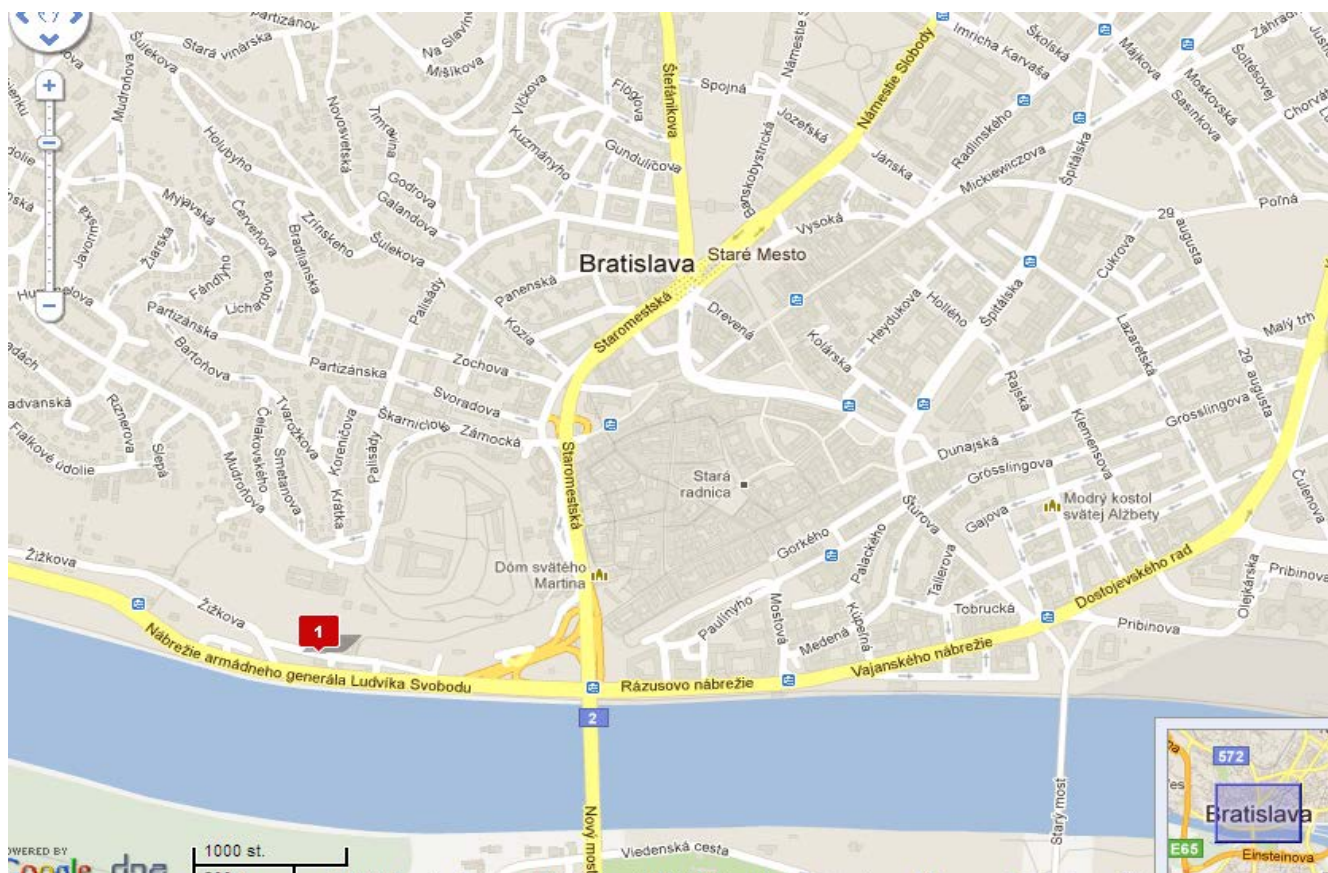 partizánov
Na Slavíne
Námestie S
Imricha Karvaša
Školská
Májkova
Záhrad
Šoltésovej
Šulekova
Stará vinárska
Mišíkova
Štefánikova
Spojná
Námestie Slobody
Moskovská
Sasinkova
Chorvát
Mudroňova
Novosvetská
Timravina
Vlčkova
Flöglova
Jozefská
Jánska
Radlinského
Holubyho
Kuzmányho
Gunduličova
Banskobystrická
Mickiewiczova
Špitálska
Javorinská
Myjavská
Godrova
Galandova
Poľná
29. augusta
Žiarska
Červeňova
Zrínskeho
Šulekova
Vysoká
Fándlyho
Bradlianska
Bratislava
Staré Mesto
Cukrová
Lichardova
Palisády
Panenská
Partizánska
Kozia
Staromestská
Drevená
Heydukova
Holého
Špitálska
Lazaretská
Malý trh
Bartoňova
Partizánska
Zochova
Kolárska
Rajská
29. augusta
advanská
Riznerova
Svoradova
Klemensova
Grösslingova
Fialkové údolie
Slepá
Čelakovského
Tvarožkova
Koreničova
Škarniclova
Zámocká
Mudroňova
Smetanova
Palisády
Staromestská
Dunajská
Krátka
Stará
radnica
Grösslingova
Čulenova
Modrý kostol
svätej Alžbety
Štúrova
Gajova
Gorkého
Žižkova
Dóm svätého
Martina
Palackého
Tallerova
Dostojevského rad
Pribinova
Olejkárska
Žižkova
Paulínyho
Mostová
Medená
Kúpeľná
Tobrucká
Pribinova
1
Nábrežie armádneho generála Ludvíka Svobodu
Rázusovo nábrežie
Vajanského nábrežie
2
572
Bratislava
Nový most
Starý most
E65
Einsteinova
Viedenská cesta
1000 st.
OWERED BY
Google